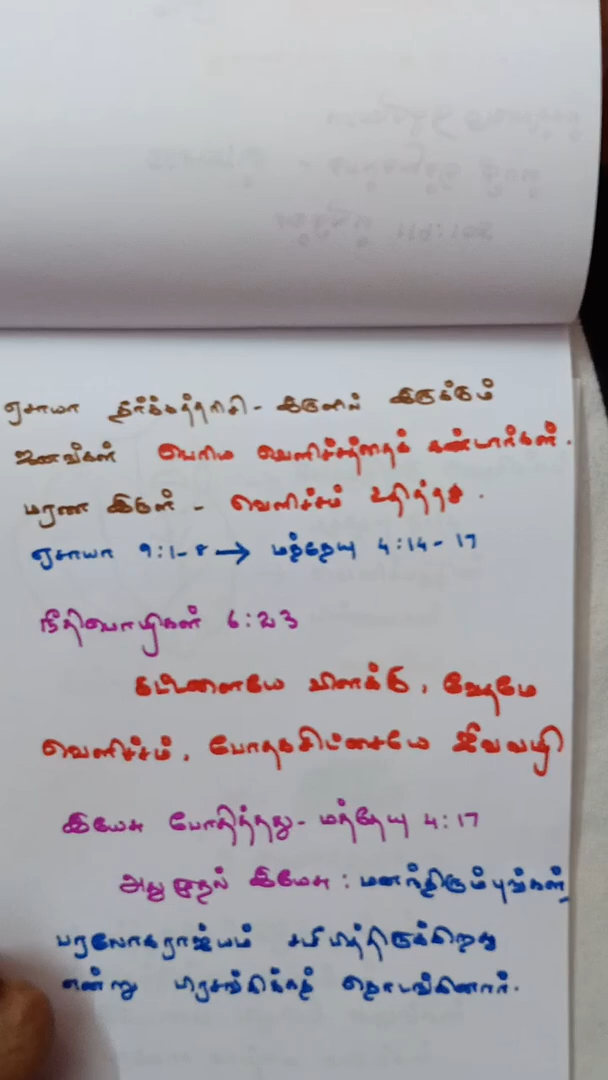 ஏசாயா தீர்க்கத்தரிசி - இருளில் இருக்கும்
ஜனங்கள் பெரிய வெளிச்சத்தைக் கண்டார்கள்.
மரண இருள் - வெளிச்சம் உதித்தது.
ஏசாயா 9:1-8 → மத்தேயு 4:14-17
நீதிமொழிகள் 6:23
கட்டளையே விளக்கு, வேதமே
வெளிச்சம், போதகசிட்சையே ஜீவவழி
இயேசு போதித்தது - மத்தேயு 4:17
அது முதல் இயேசு : மனந்திரும்புங்கள்,
பரலோகராஜ்யம் சமீபித்திருக்கிறது
என்று பிரசங்கிக்கத் தொடங்கினார்.